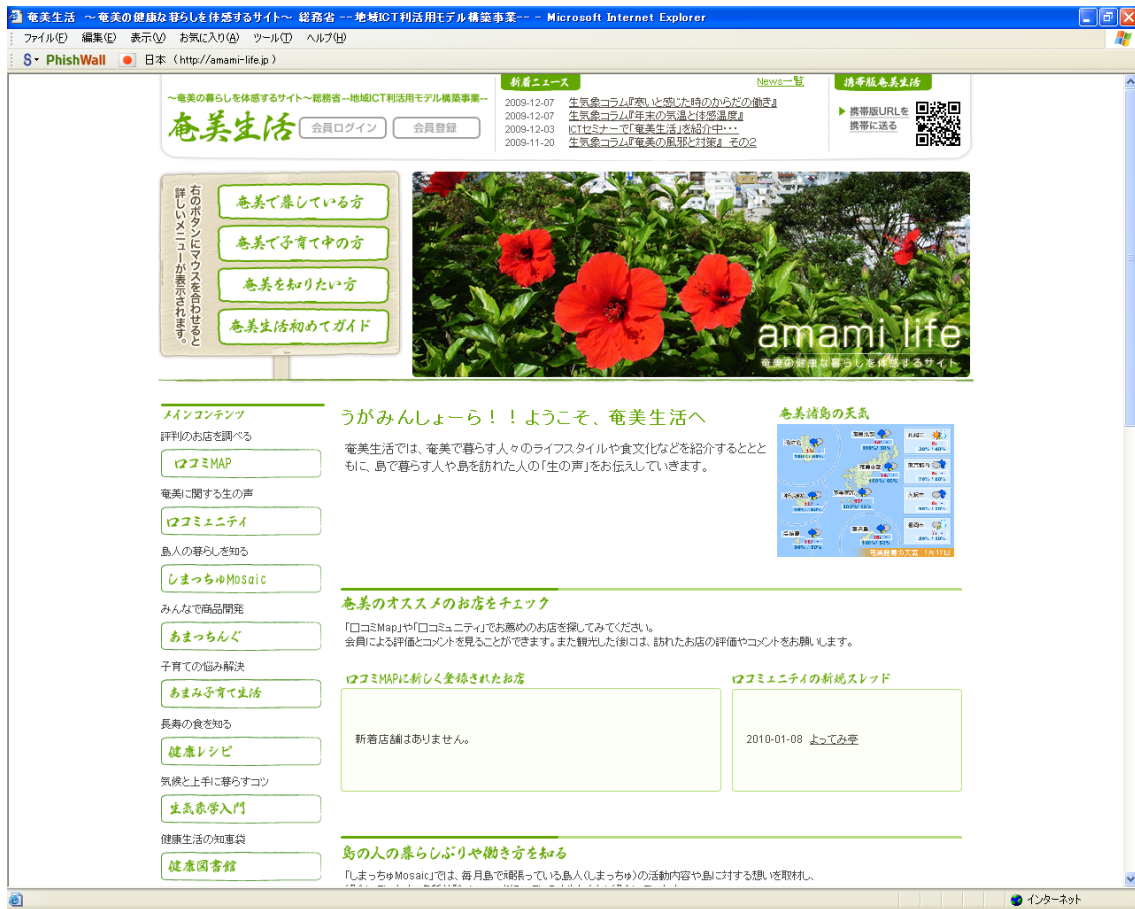 奄美生活 ～奄美の健康な暮らしを体感するサイト～ 総務省 --地域ICT利活用モデル構築事業-- - Microsoft Internet Explorer
ファイル(F) 編集(E) 表示(V) お気に入り(A) ツール(T) ヘルプ(H)
S PhishWall 日本 (http://amami-life.jp)
～奄美の暮らしを体感するサイト～総務省--地域ICT利活用モデル構築事業--
奄美生活 会員ログイン 会員登録
新着ニュース News一覧
2009-12-07 生気象コラム『寒いと感じた時のからだの働き』
2009-12-07 生気象コラム『年末の気温と体感温度』
2009-12-03 ICTセミナーで「奄美生活」を紹介中・・・
2009-11-20 生気象コラム『奄美の風邪と対策』 その2
携帯版奄美生活
携帯版URLを
携帯に送る
右のボタンにマウスを合わせると
詳しいメニューが表示されます。
奄美で暮している方
奄美で子育て中の方
奄美を知りたい方
奄美生活初めてガイド
amami life
奄美の健康な暮らしを体感するサイト
メインコンテンツ
評判のお店を調べる
口コミMAP
奄美に関する生の声
口コミュニティ
島人の暮らしを知る
しまっちゅMosaic
みんなで商品開発
あまっちんぐ
子育ての悩み解決
あまみ子育て生活
長寿の食を知る
健康レシピ
気候と上手に暮らすコツ
生気象学入門
健康生活の知恵袋
健康図書館
うがみんしょーら！！ようこそ、奄美生活へ
奄美生活では、奄美で暮らす人々のライフスタイルや食文化などを紹介するととと
もに、島で暮らす人や島を訪れた人の「生の声」をお伝えしていきます。
奄美諸島の天気
奄美のオススメのお店をチェック
「口コミMap」や「口コミュニティ」でお薦めのお店を探してみてください。
会員による評価とコメントを見ることができます。また観光した後には、訪れたお店の評価やコメントをお願いします。
口コミMAPに新しく登録されたお店
新着店舗はありません。
口コミュニティの新規スレッド
2010-01-08 よってみ亭
島の人の暮らしぶりや働き方を知る
「しまっちゅMosaic」では、毎月島で頑張っている島人(しまっちゅ)の活動内容や島に対する想いを取材し、
インターネット